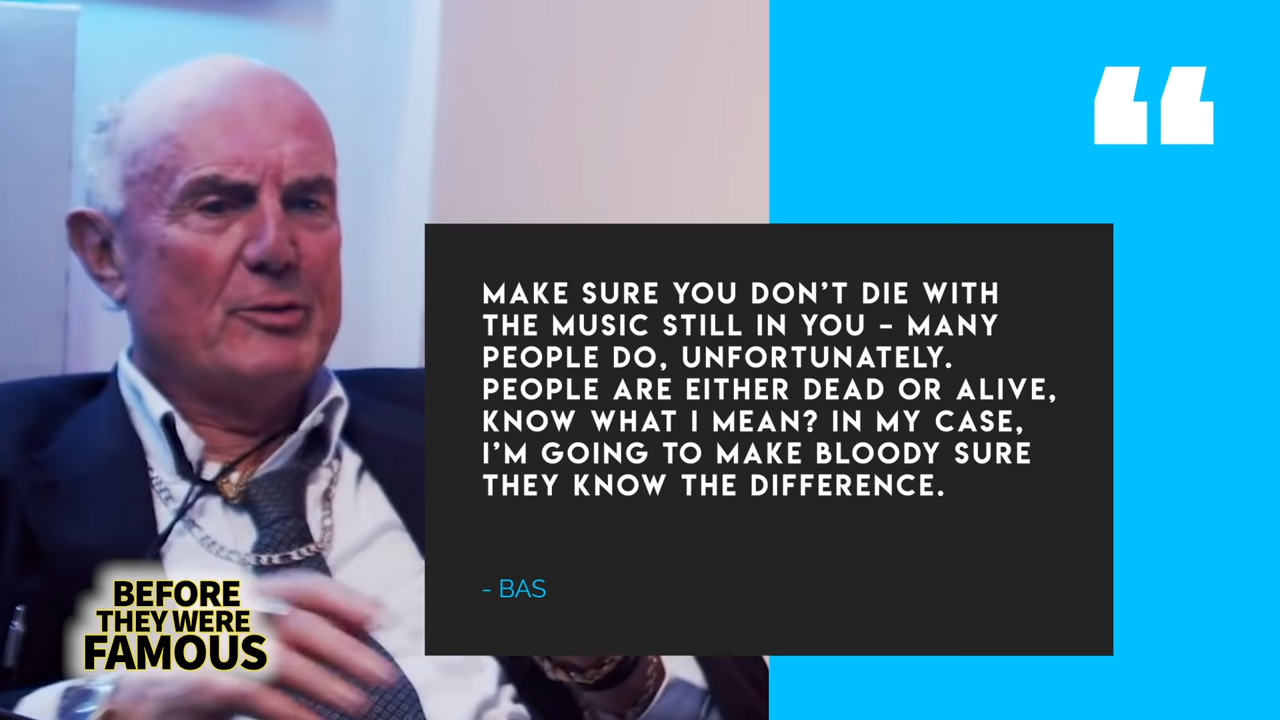 MAKE SURE YOU DON'T DIE WITH
THE MUSIC STILL IN YOU – MANY
PEOPLE DO, UNFORTUNATELY.
PEOPLE ARE EITHER DEAD OR ALIVE,
KNOW WHAT I MEAN? IN MY CASE,
I'M GOING TO MAKE BLOODY SURE
THEY KNOW THE DIFFERENCE.
- BAS
BEFORE
THEY WERE
FAMOUS